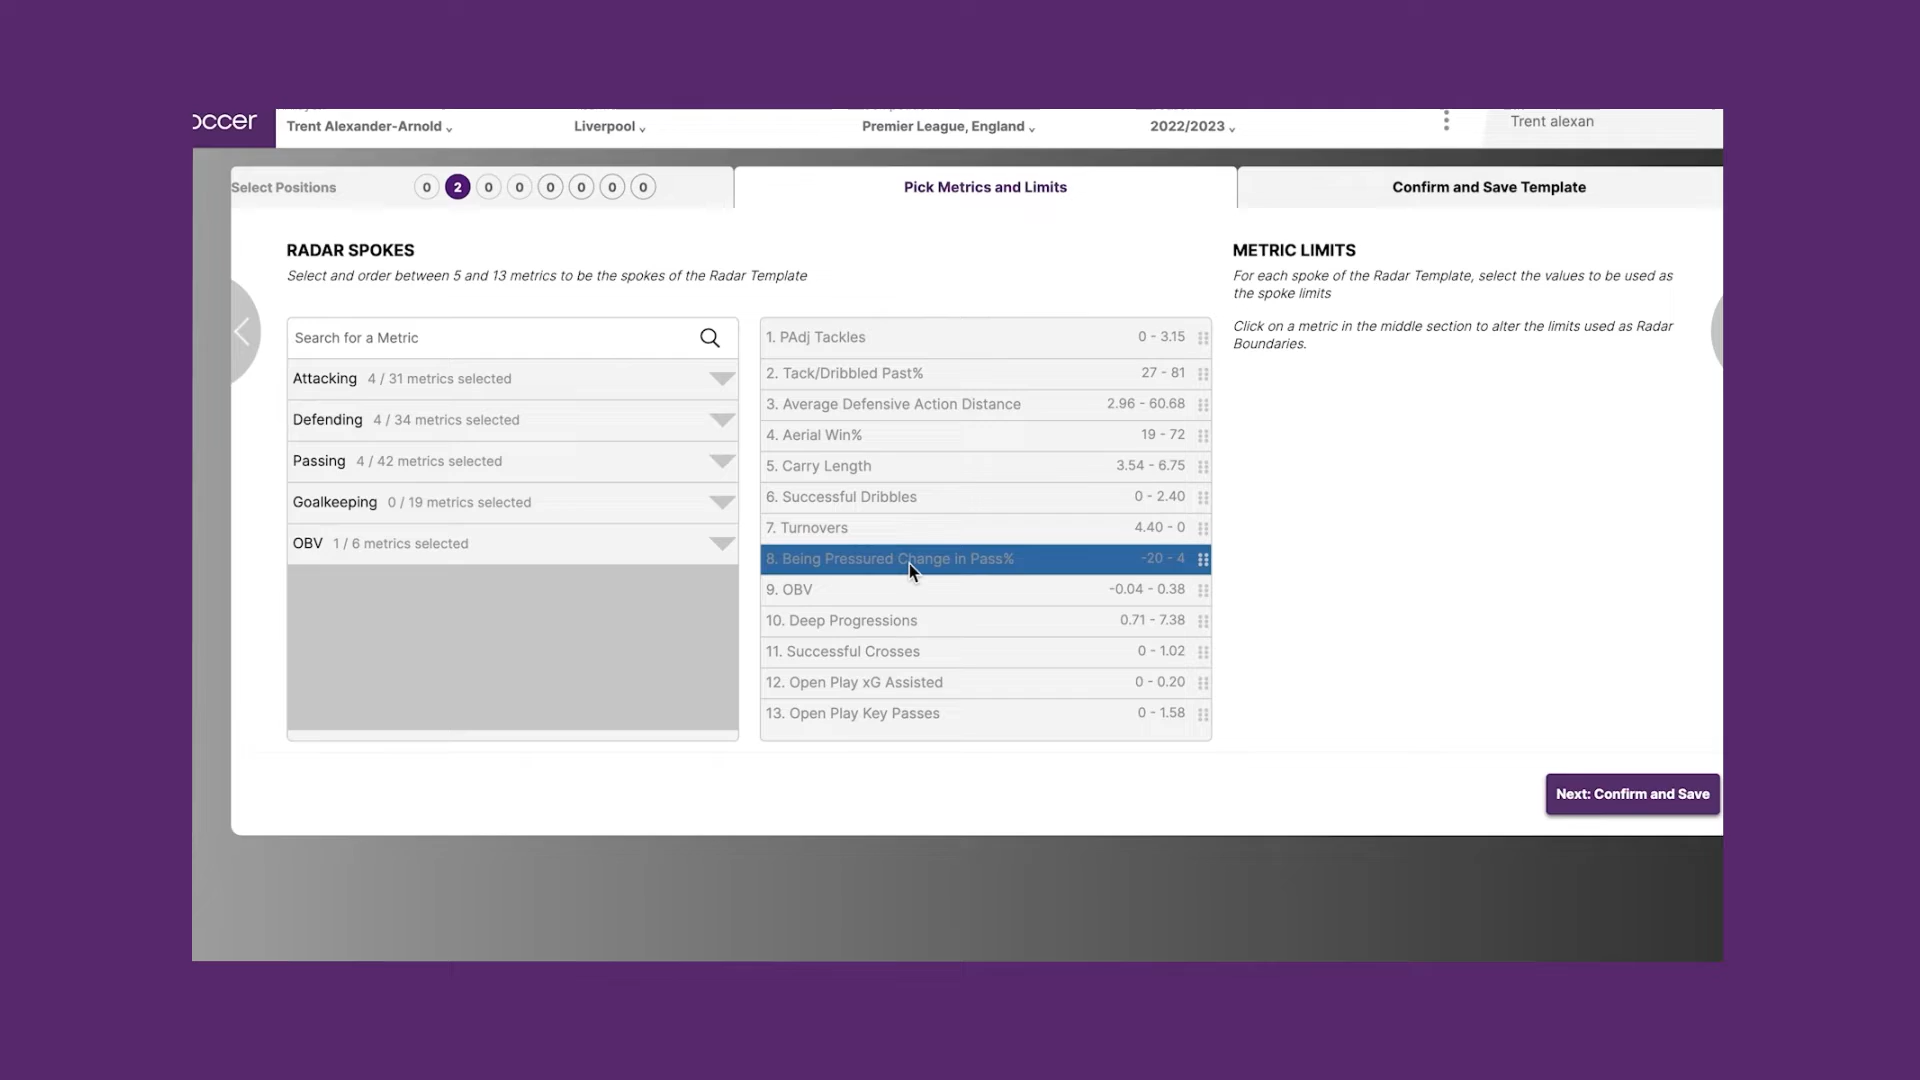 occer
Trent Alexander-Arnold
Liverpool
Premier League, England
2022/2023
Trent alexan
Select Positions
0 2 0 0 0 0 0 0
Pick Metrics and Limits
Confirm and Save Template
RADAR SPOKES
Select and order between 5 and 13 metrics to be the spokes of the Radar Template
Search for a Metric
Attacking 4 / 31 metrics selected
Defending 4 / 34 metrics selected
Passing 4 / 42 metrics selected
Goalkeeping 0 / 19 metrics selected
OBV 1 / 6 metrics selected
1. PAdj Tackles 0 - 3.15
2. Tack/Dribbled Past% 27 - 81
3. Average Defensive Action Distance 2.96 - 60.68
4. Aerial Win% 19 - 72
5. Carry Length 3.54 - 6.75
6. Successful Dribbles 0 - 2.40
7. Turnovers 4.40 - 0
8. Being Pressured Change in Pass% -20 - 4
9. OBV -0.04 - 0.38
10. Deep Progressions 0.71 - 7.38
11. Successful Crosses 0 - 1.02
12. Open Play xG Assisted 0 - 0.20
13. Open Play Key Passes 0 - 1.58
METRIC LIMITS
For each spoke of the Radar Template, select the values to be used as
the spoke limits
Click on a metric in the middle section to alter the limits used as Radar
Boundaries.
Next: Confirm and Save